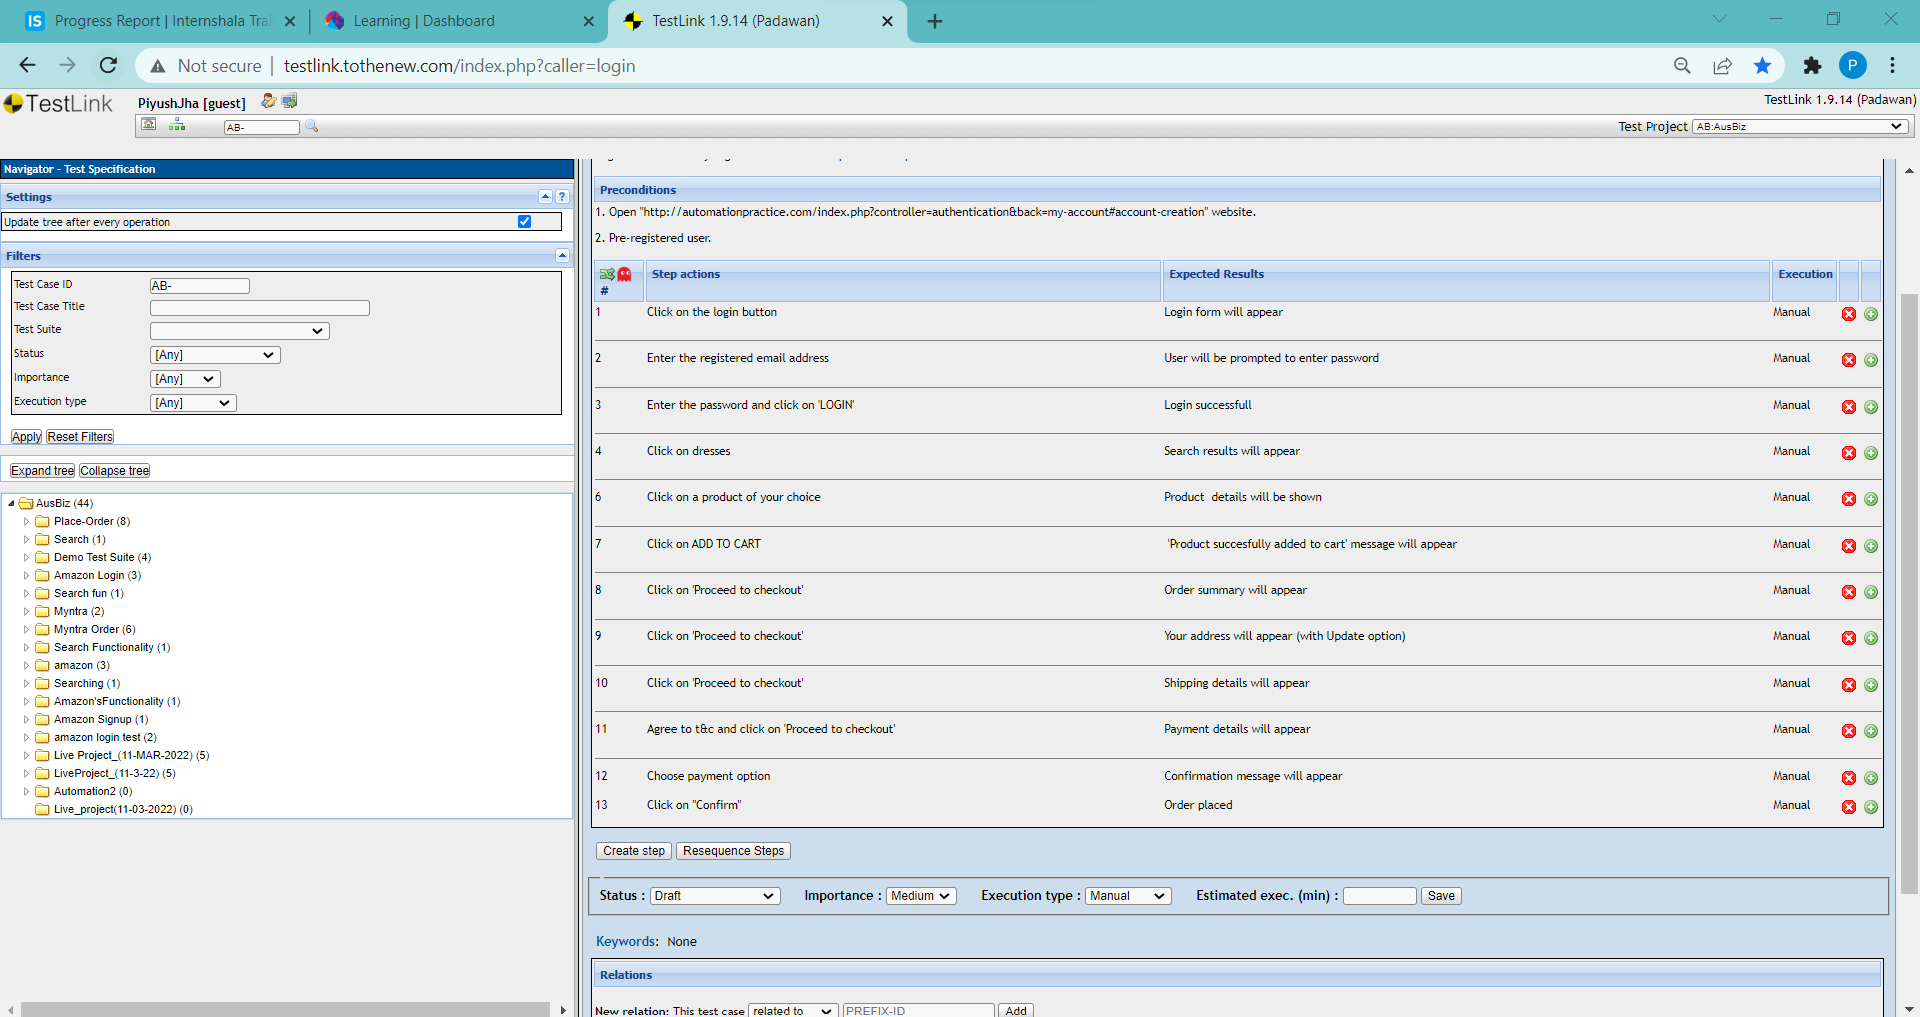 Progress Report | Internshala Trai
Learning | Dashboard
TestLink 1.9.14 (Padawan)
Not secure | testlink.tothenew.com/index.php?caller=login
P
TestLink
PiyushJha [guest]
TestLink 1.9.14 (Padawan)
AB-
Test Project AB:AusBiz
Navigator - Test Specification
Settings
?
Update tree after every operation
Filters
Test Case ID AB-
Test Case Title
Test Suite
Status [Any]
Importance [Any]
Execution type [Any]
Apply Reset Filters
Expand tree Collapse tree
AusBiz (44)
Place-Order (8)
Search (1)
Demo Test Suite (4)
Amazon Login (3)
Search fun (1)
Myntra (2)
Myntra Order (6)
Search Functionality (1)
amazon (3)
Searching (1)
Amazon'sFunctionality (1)
Amazon Signup (1)
amazon login test (2)
Live Project_(11-MAR-2022) (5)
LiveProject_(11-3-22) (5)
Automation2 (0)
Live_project(11-03-2022) (0)
Preconditions
1. Open "http://automationpractice.com/index.php?controller=authentication&back=my-account#account-creation" website.
2. Pre-registered user.
# Step actions Expected Results Execution
1 Click on the login button Login form will appear Manual
2 Enter the registered email address User will be prompted to enter password Manual
3 Enter the password and click on 'LOGIN' Login successfull Manual
4 Click on dresses Search results will appear Manual
6 Click on a product of your choice Product details will be shown Manual
7 Click on ADD TO CART 'Product succesfully added to cart' message will appear Manual
8 Click on 'Proceed to checkout' Order summary will appear Manual
9 Click on 'Proceed to checkout' Your address will appear (with Update option) Manual
10 Click on 'Proceed to checkout' Shipping details will appear Manual
11 Agree to t&c and click on 'Proceed to checkout' Payment details will appear Manual
12 Choose payment option Confirmation message will appear Manual
13 Click on "Confirm" Order placed Manual
Create step Resequence Steps
Status : Draft Importance : Medium Execution type : Manual Estimated exec. (min) : Save
Keywords: None
Relations
New relation: This test case related to PREFIX-ID Add